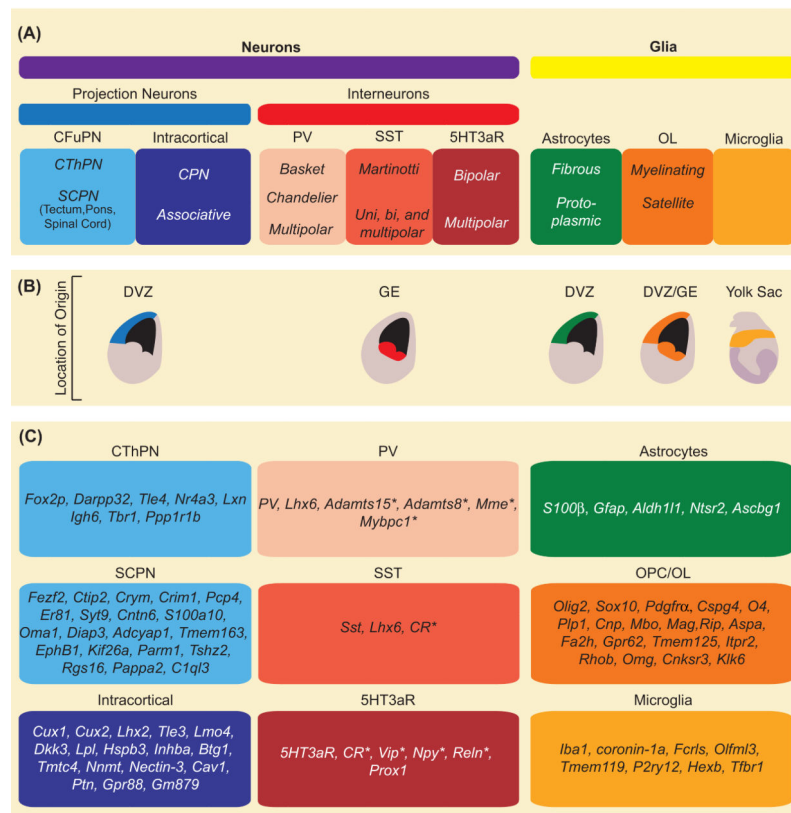 (A)
Neurons
Glia
Projection Neurons
Interneurons
CFuPN
Intracortical
PV
SST
5HT3aR
Astrocytes
OL
Microglia
CThPN
SCPN
(Tectum,Pons,
Spinal Cord)
CPN
Associative
Basket
Chandelier
Multipolar
Martinotti
Uni, bi, and
multipolar
Bipolar
Multipolar
Fibrous
Proto-
plasmic
Myelinating
Satellite
(B)
Location of Origin
DVZ
GE
DVZ
DVZ/GE
Yolk Sac
(C)
CThPN
Fox2p, Darpp32, Tle4, Nr4a3, Lxn
Igh6, Tbr1, Ppp1r1b
PV
PV, Lhx6, Adamts15*, Adamts8*, Mme*,
Mybpc1*
Astrocytes
S100β, Gfap, Aldh1l1, Ntsr2, Ascbg1
SCPN
Fezf2, Ctip2, Crym, Crim1, Pcp4,
Er81, Syt9, Cntn6, S100a10,
Oma1, Diap3, Adcyap1, Tmem163,
EphB1, Kif26a, Parm1, Tshz2,
Rgs16, Pappa2, C1ql3
SST
Sst, Lhx6, CR*
OPC/OL
Olig2, Sox10, Pdgfrα, Cspg4, O4,
Plp1, Cnp, Mbo, Mag,Rip, Aspa,
Fa2h, Gpr62, Tmem125, Itpr2,
Rhob, Omg, Cnksr3, Klk6
Intracortical
Cux1, Cux2, Lhx2, Tle3, Lmo4,
Dkk3, Lpl, Hspb3, Inhba, Btg1,
Tmtc4, Nnmt, Nectin-3, Cav1,
Ptn, Gpr88, Gm879
5HT3aR
5HT3aR, CR*, Vip*, Npy*, Reln*,
Prox1
Microglia
Iba1, coronin-1a, Fcrls, Olfml3,
Tmem119, P2ry12, Hexb, Tfbr1